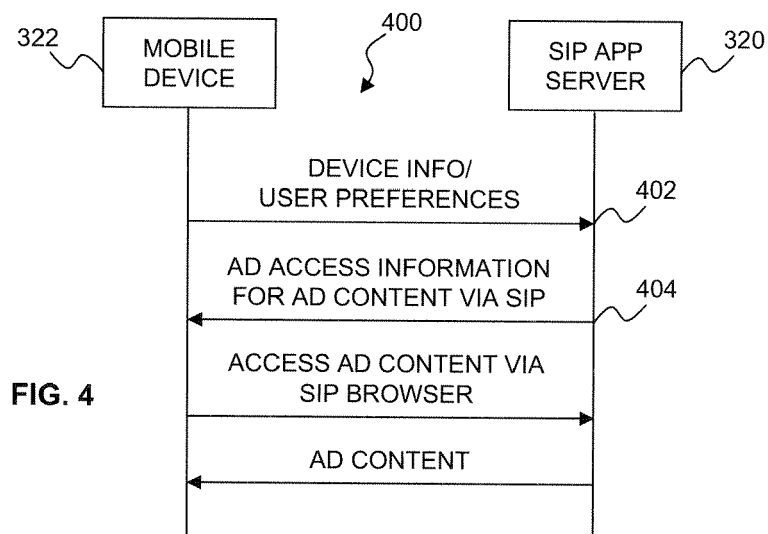 322
MOBILE
DEVICE
400
SIP APP
SERVER
320
DEVICE INFO/
USER PREFERENCES
402
AD ACCESS INFORMATION
FOR AD CONTENT VIA SIP
404
ACCESS AD CONTENT VIA
SIP BROWSER
FIG. 4
AD CONTENT